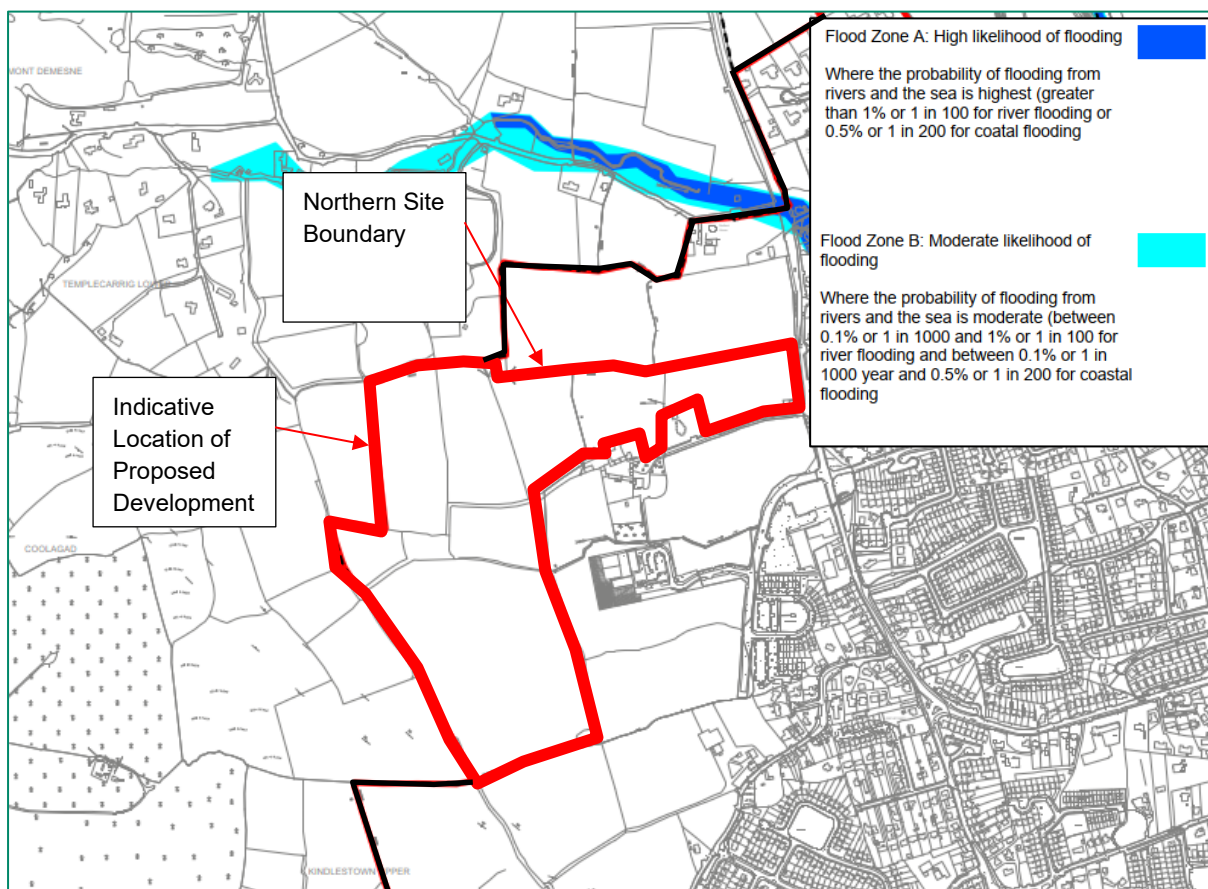 MONT DEMESNE
Flood Zone A: High likelihood of flooding
Where the probability of flooding from
rivers and the sea is highest (greater
than 1% or 1 in 100 for river flooding or
0.5% or 1 in 200 for coatal flooding
Northern Site
Boundary
Flood Zone B: Moderate likelihood of
flooding
Where the probability of flooding from
rivers and the sea is moderate (between
0.1% or 1 in 1000 and 1% or 1 in 100 for
river flooding and between 0.1% or 1 in
1000 year and 0.5% or 1 in 200 for coastal
flooding
TEMPLECARRIG LOWER
Indicative
Location of
Proposed
Development
COOLAGAD
KINDLESTOWN UPPER